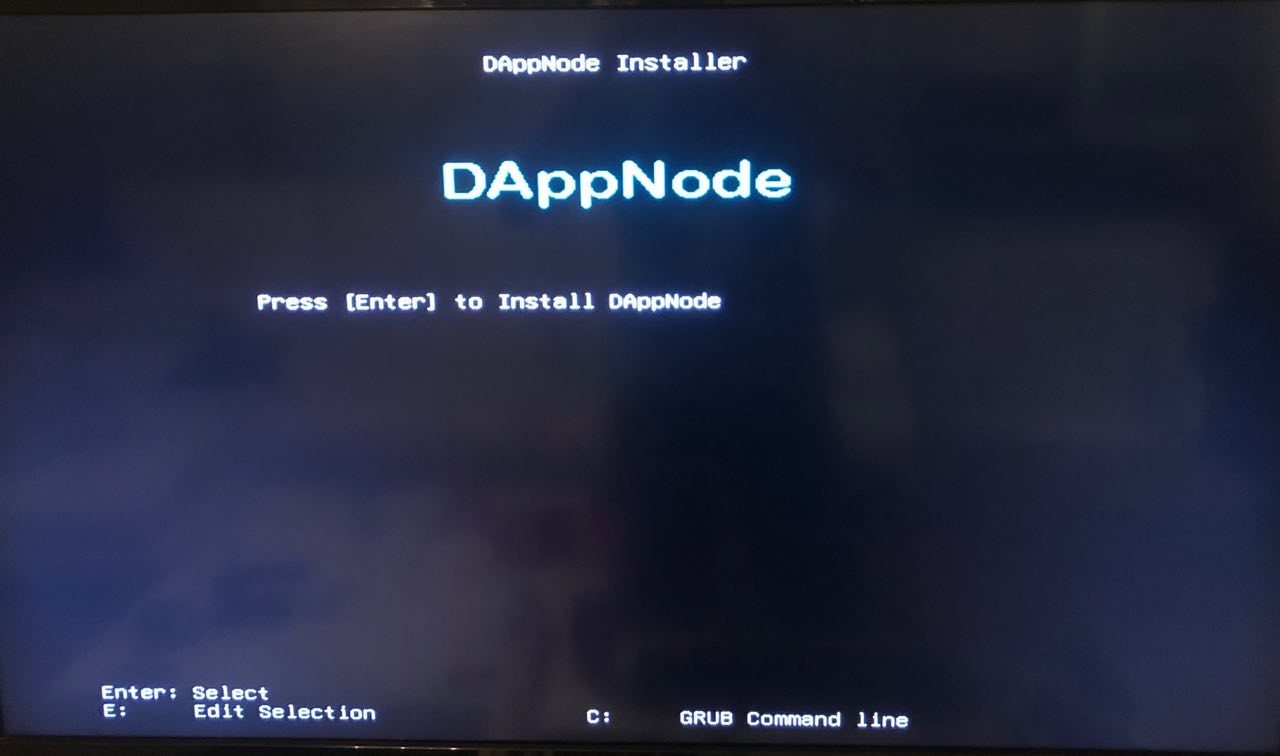 DAppNode Installer
DAppNode
Press [Enter] to Install DAppNode
Enter: Select
E: Edit Selection
C: GRUB Command line